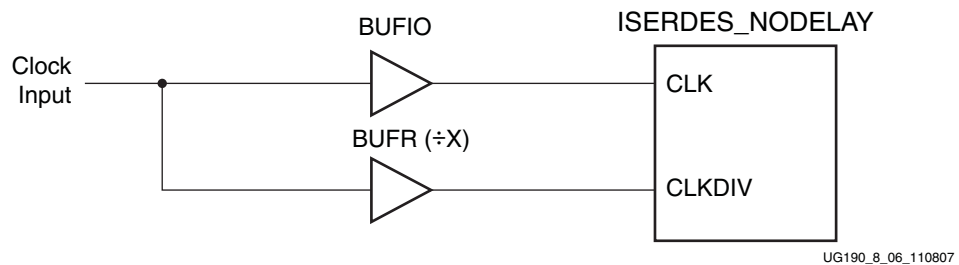 BUFIO
ISERDES_NODELAY
Clock
Input
CLK
BUFR (÷X)
CLKDIV
UG190_8_06_110807